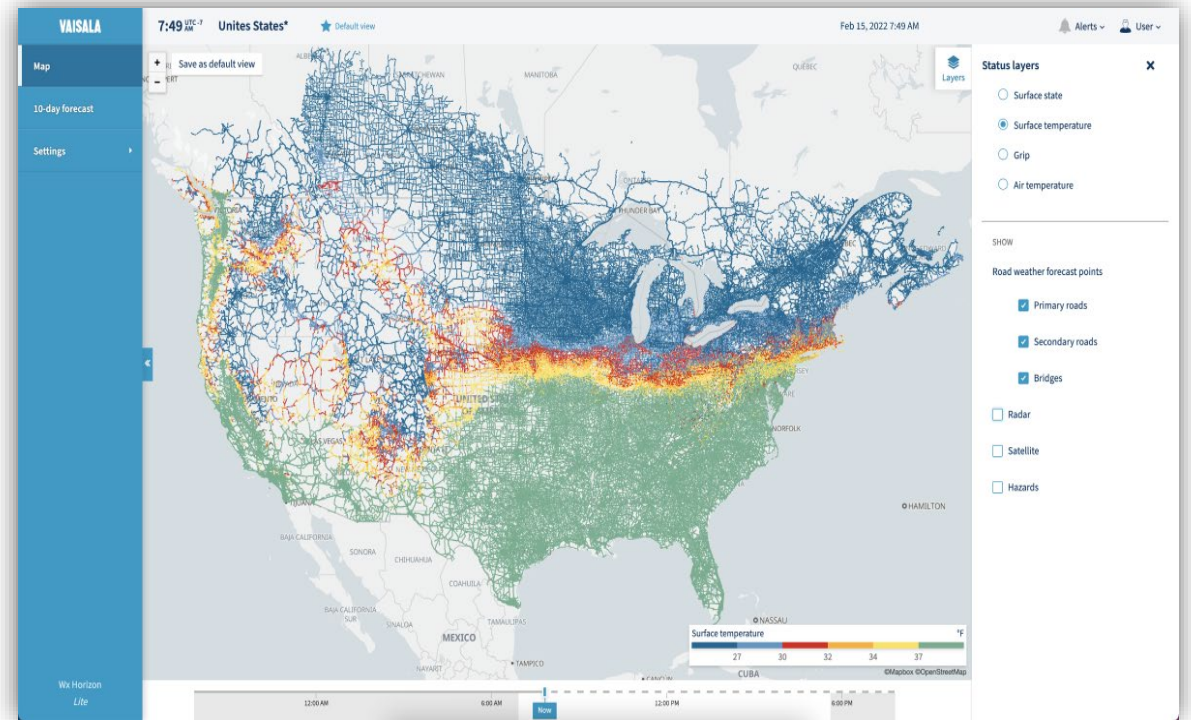 VAISALA
7:49 UTC -7 AM
Unites States*
Default view
Feb 15, 2022 7:49 AM
Alerts
User
Map
10-day forecast
Settings
Wx Horizon
Lite
+
-
Save as default view
Layers
MANITOBA
QUÉBEC
ONTARIO
THUNDER BAY
NORFOLK
HAMILTON
BAJA CALIFORNIA
SONORA
CHIHUAHUA
COAHUILA
BAJA CALIFORNIA
SUR
SINALOA
TAMAULIPAS
MEXICO
NAYARIT
TAMPICO
NASSAU
CUBA
Surface temperature °F
27 30 32 34 37
©Mapbox ©OpenStreetMap
12:00 AM 6:00 AM 12:00 PM 6:00 PM
Now
Status layers
Surface state
Surface temperature
Grip
Air temperature
SHOW
Road weather forecast points
Primary roads
Secondary roads
Bridges
Radar
Satellite
Hazards